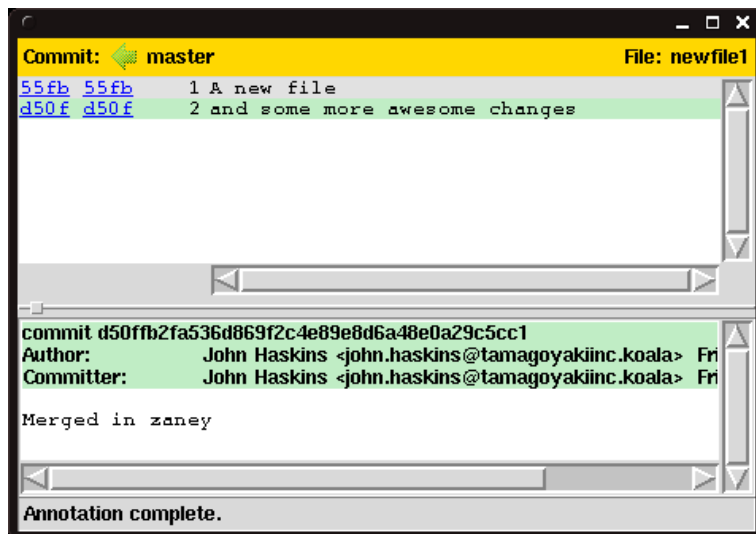 Commit: master File: newfile1
55fb 55fb 1 A new file
d50f d50f 2 and some more awesome changes
commit d50ffb2fa536d869f2c4e89e8d6a48e0a29c5cc1
Author: John Haskins <john.haskins@tamagoyakiinc.koala> Fri
Committer: John Haskins <john.haskins@tamagoyakiinc.koala> Fri
Merged in zaney
Annotation complete.